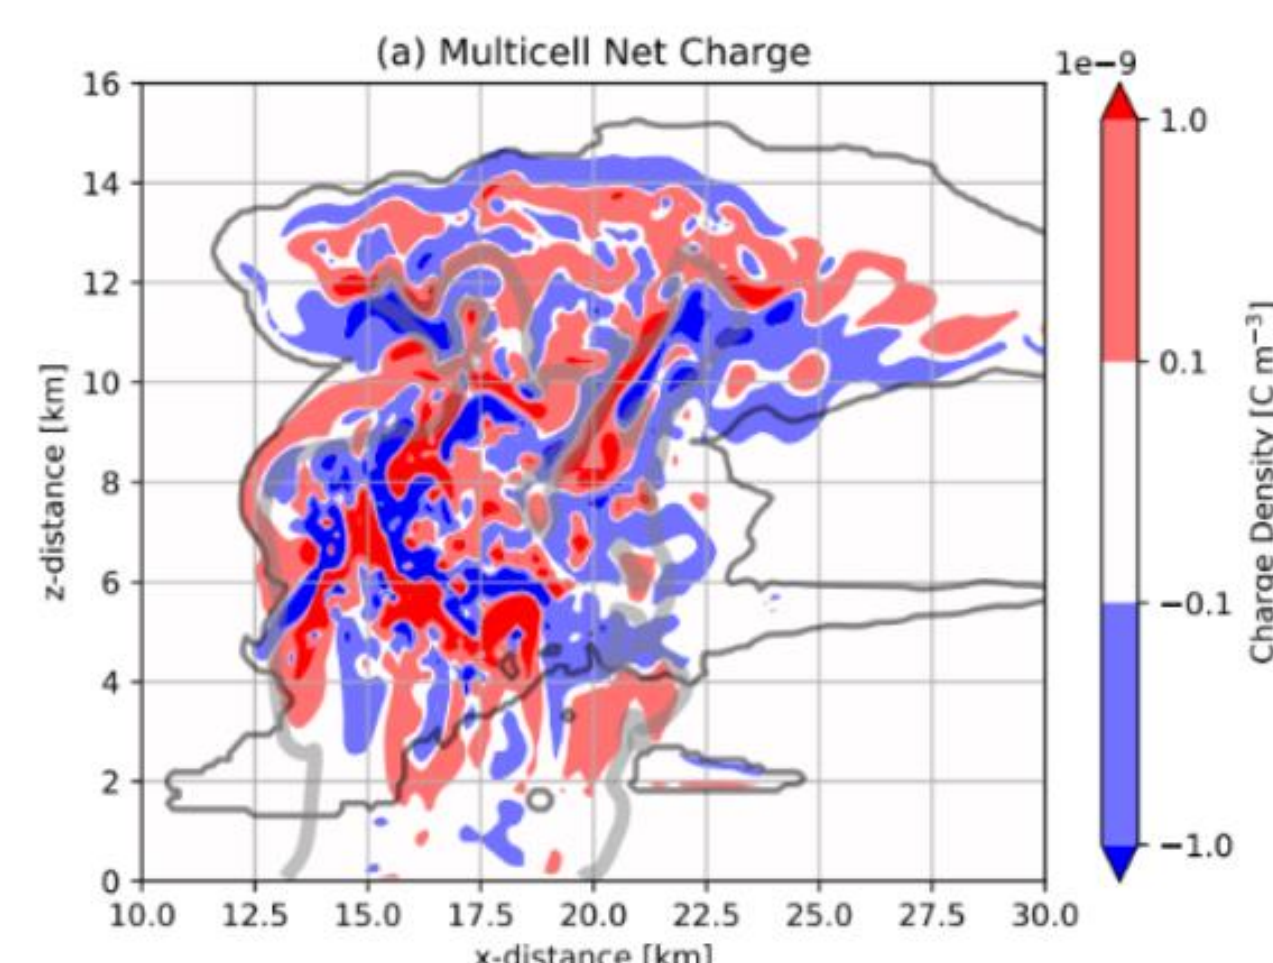 (a) Multicell Net Charge
1e−9
16
14
12
10
8
6
4
2
0
z-distance [km]
10.0 12.5 15.0 17.5 20.0 22.5 25.0 27.5 30.0
x-distance [km]
1.0
0.1
−0.1
−1.0
Charge Density [C m⁻³]